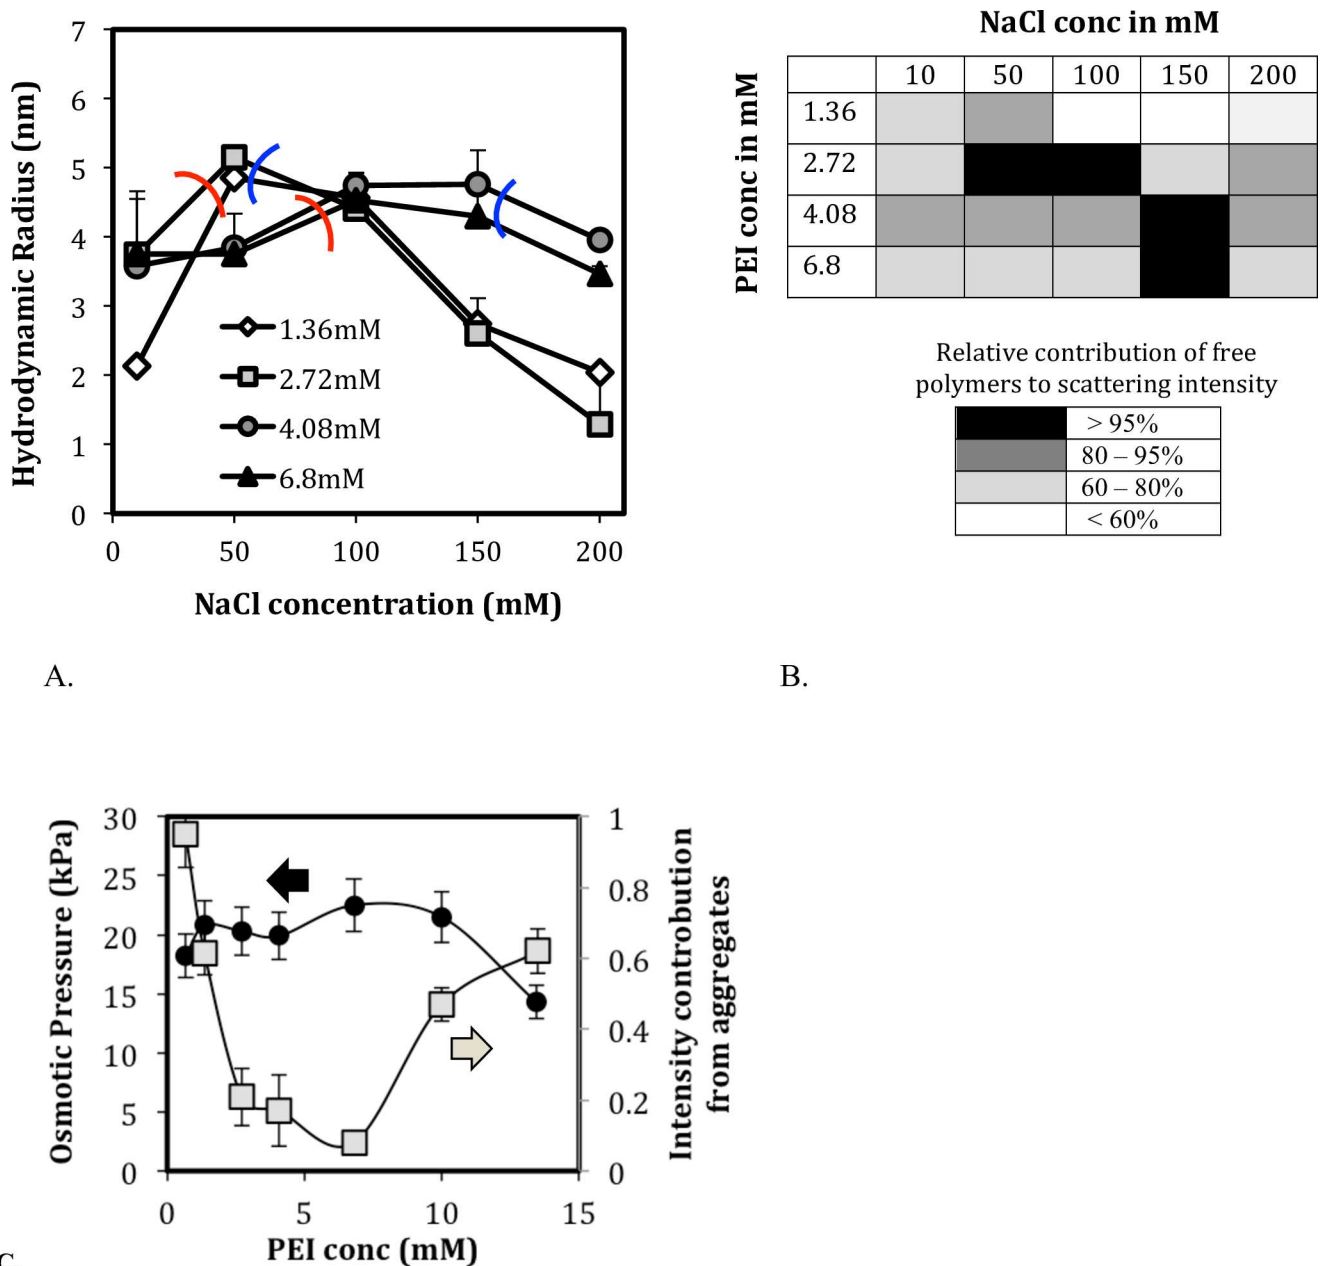 7
6
5
4
3
2
1
0
Hydrodynamic Radius (nm)
1.36mM
2.72mM
4.08mM
6.8mM
0 50 100 150 200
NaCl concentration (mM)
A.
NaCl conc in mM
PEI conc in mM
10 50 100 150 200
1.36
2.72
4.08
6.8
Relative contribution of free
polymers to scattering intensity
> 95%
80 – 95%
60 – 80%
< 60%
B.
30
25
20
15
10
5
0
Osmotic Pressure (kPa)
1
0.8
0.6
0.4
0.2
0
Intensity controbution
from aggregates
0 5 10 15
PEI conc (mM)